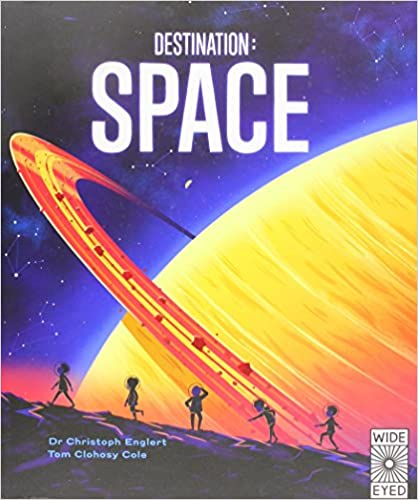 DESTINATION:
SPACE
Dr Christoph Englert
Tom Clohosy Cole
WIDE
EYED